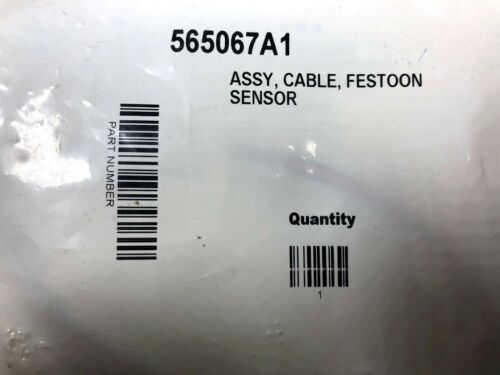 565067A1
ASSY, CABLE, FESTOON
SENSOR
PART NUMBER
Quantity
1